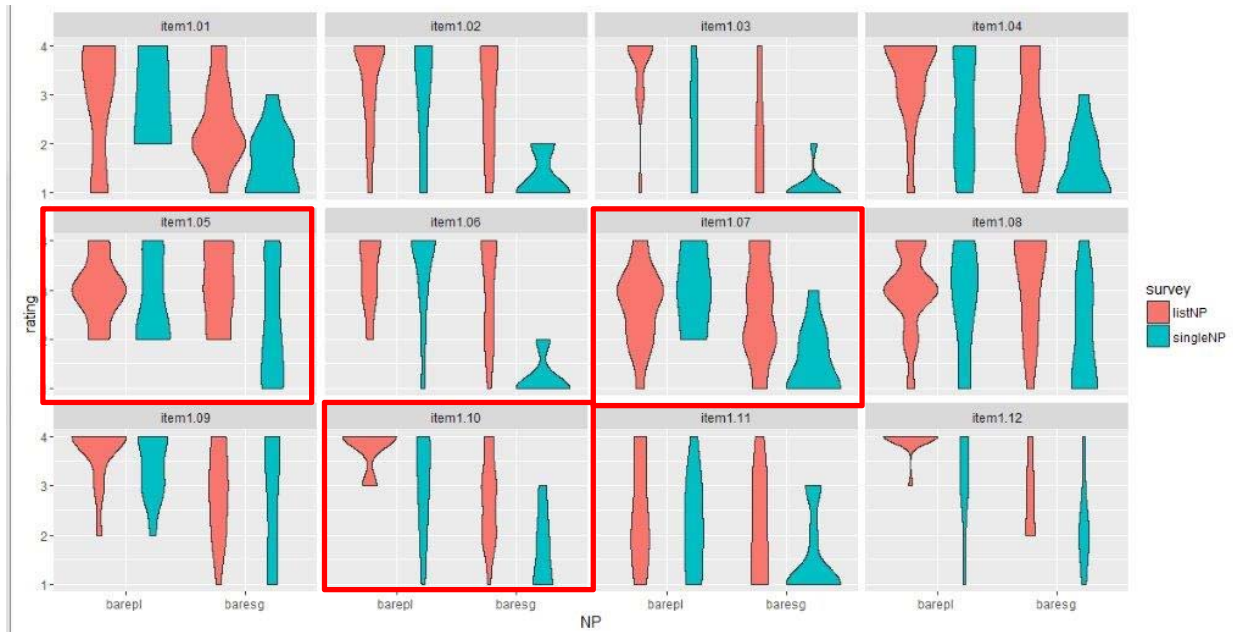 item1.01 item1.02 item1.03 item1.04
4
3
2
1
item1.05 item1.06 item1.07 item1.08
rating
item1.09 item1.10 item1.11 item1.12
4
3
2
1
barepl baresg barepl baresg barepl baresg barepl baresg
NP
survey
listNP
singleNP